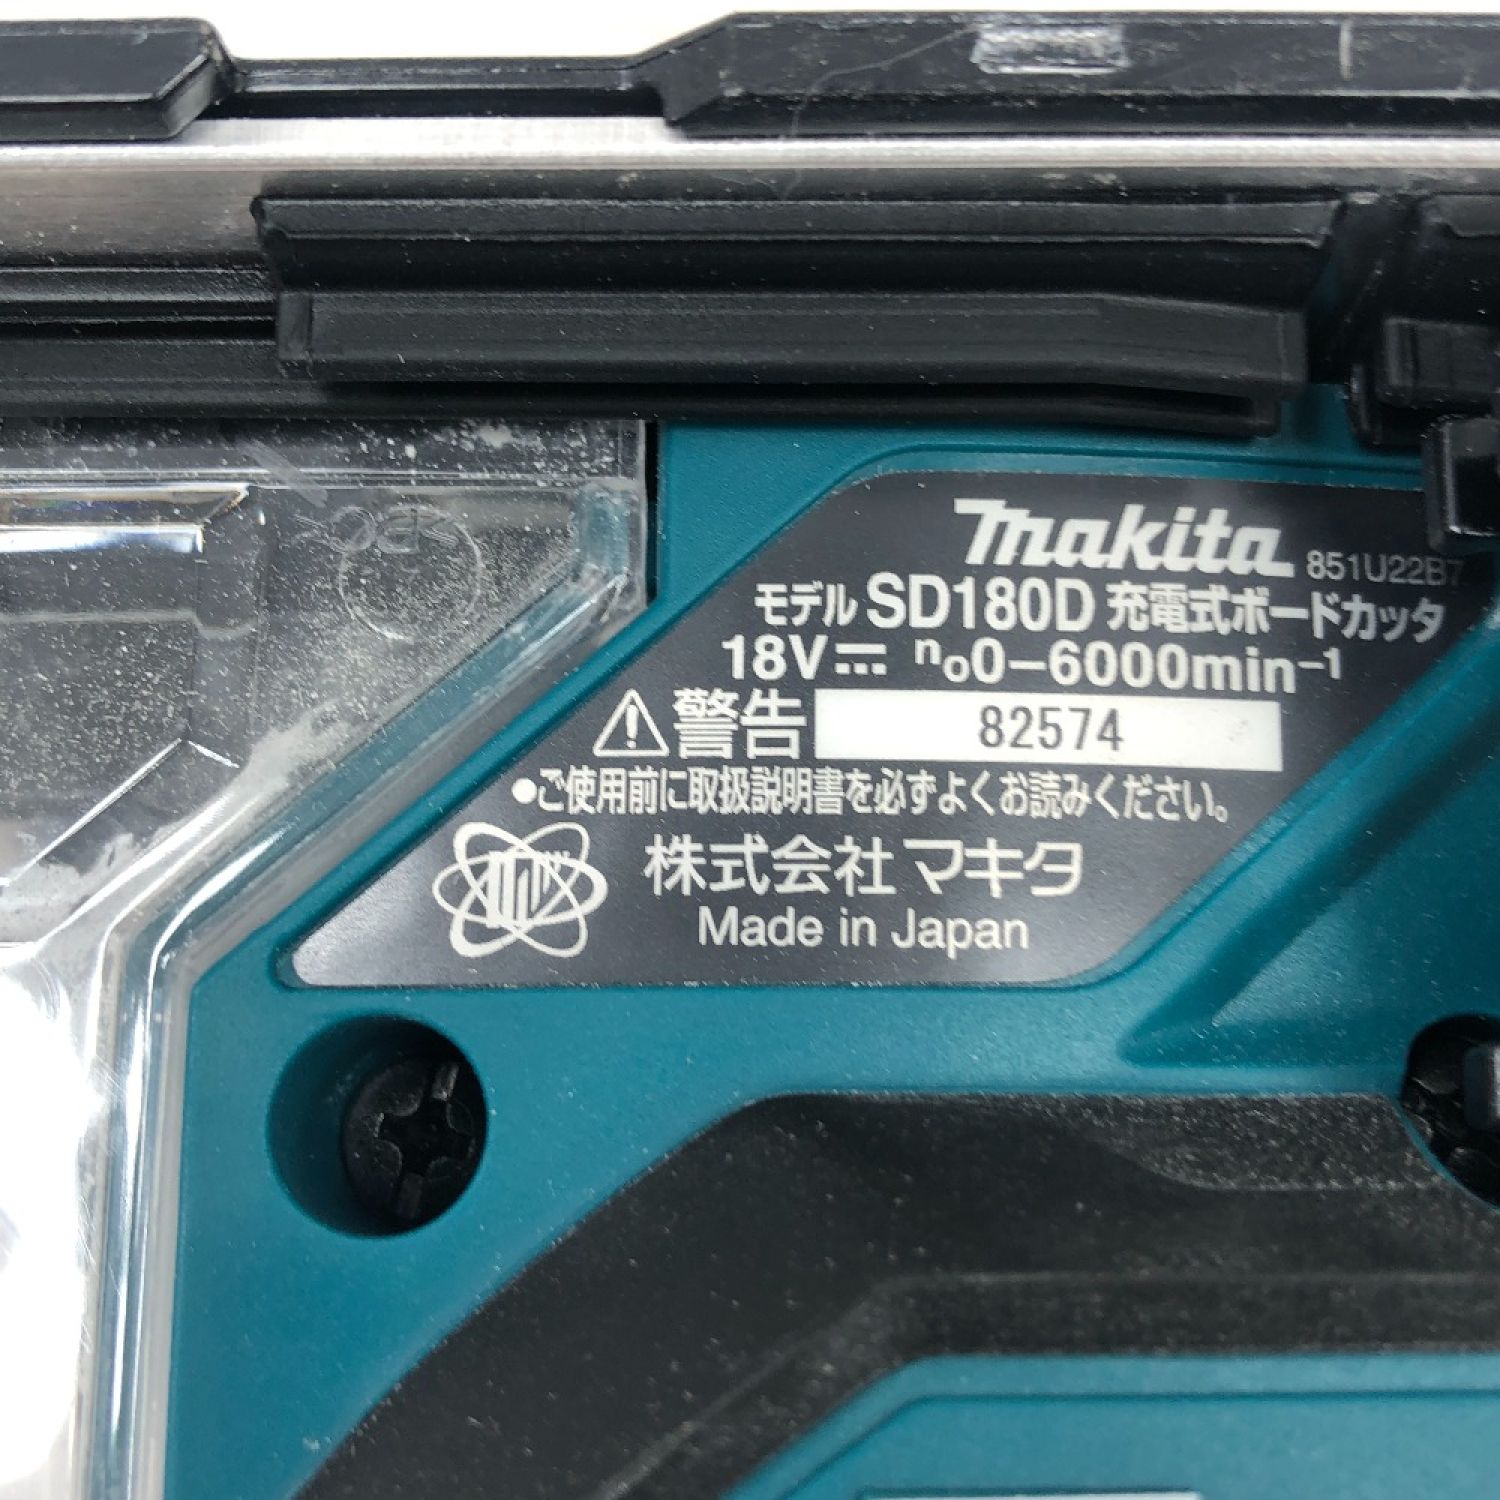 makita 851U22B7
モデル SD180D 充電式ボードカッタ
18V⎓ no0–6000min-1
⚠警告 82574
●ご使用前に取扱説明書を必ずよくお読みください。
株式会社 マキタ
Made in Japan
>PC<